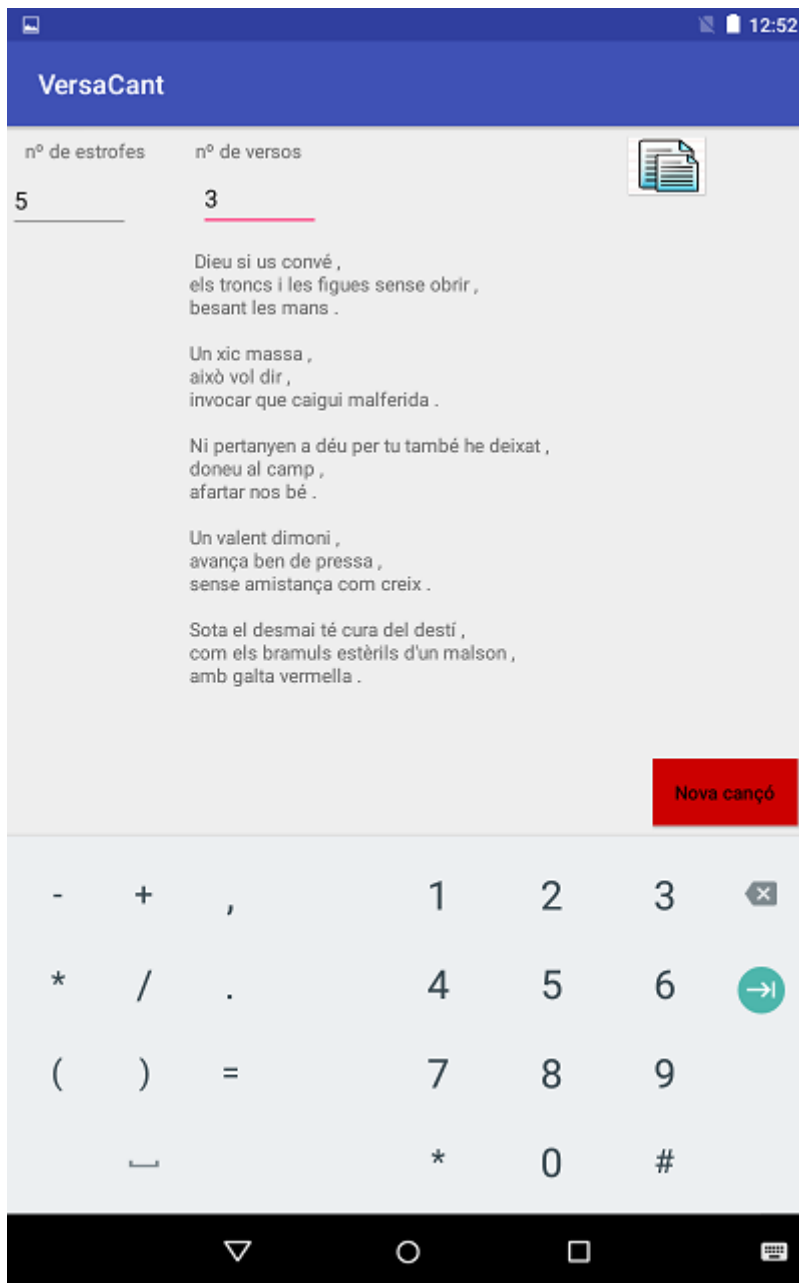 12:52
VersaCant
nº de estrofes nº de versos
5 3
Dieu si us convé ,
els troncs i les figues sense obrir ,
besant les mans .
Un xic massa ,
això vol dir ,
invocar que caigui malferida .
Ni pertanyen a déu per tu també he deixat ,
doneu al camp ,
afartar nos bé .
Un valent dimoni ,
avança ben de pressa ,
sense amistança com creix .
Sota el desmai té cura del destí ,
com els bramuls estèrils d'un malson ,
amb galta vermella .
Nova cançó
- + , 1 2 3
* / . 4 5 6
( ) = 7 8 9
* 0 #